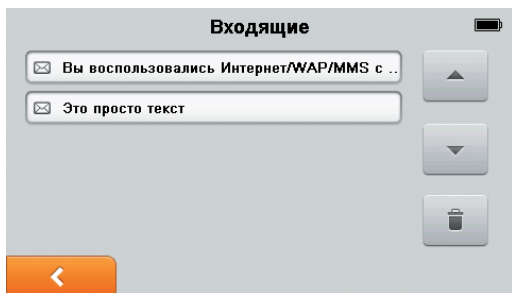 Входящие
Вы воспользовались Интернет/WAP/MMS с ..
Это просто текст